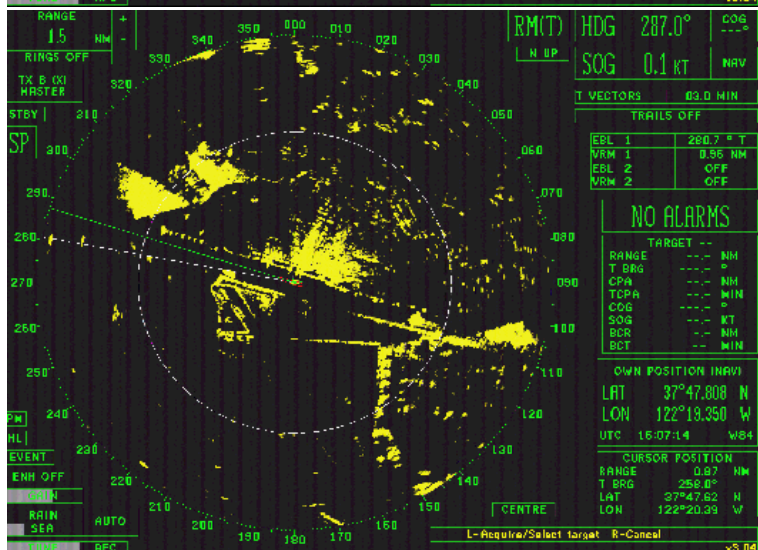 RANGE
1.5 NM
+
-
RINGS OFF
TX B (X)
MASTER
STBY
SP
HL
EVENT
ENH OFF
GAIN
RAIN
SEA
AUTO
AFC
000
010
020
030
050
060
070
080
090
100
110
120
140
150
160
170
180
190
200
210
220
230
240
250
260
270
280
290
300
310
320
330
350
RM(T)
N UP
HDG 287.0°
SOG 0.1 KT
COG
---°
NAV
T VECTORS 03.0 MIN
TRAILS OFF
EBL 1 280.7 ° T
VRM 1 0.95 NM
EBL 2 OFF
VRM 2 OFF
NO ALARMS
TARGET --
RANGE --.- NM
T BRG ---.- °
CPA --.- NM
TCPA --.- MIN
COG ---.- °
SOG --.- KT
BCR --.- NM
BCT -- MIN
OWN POSITION (NAV)
LAT 37°47.808 N
LON 122°19.350 W
UTC 16:07:14 W84
CURSOR POSITION
RANGE 0.87 NM
T BRG 258.0°
LAT 37°47.62 N
LON 122°20.39 W
CENTRE
L-Acquire/Select target R-Cancel
v3.04